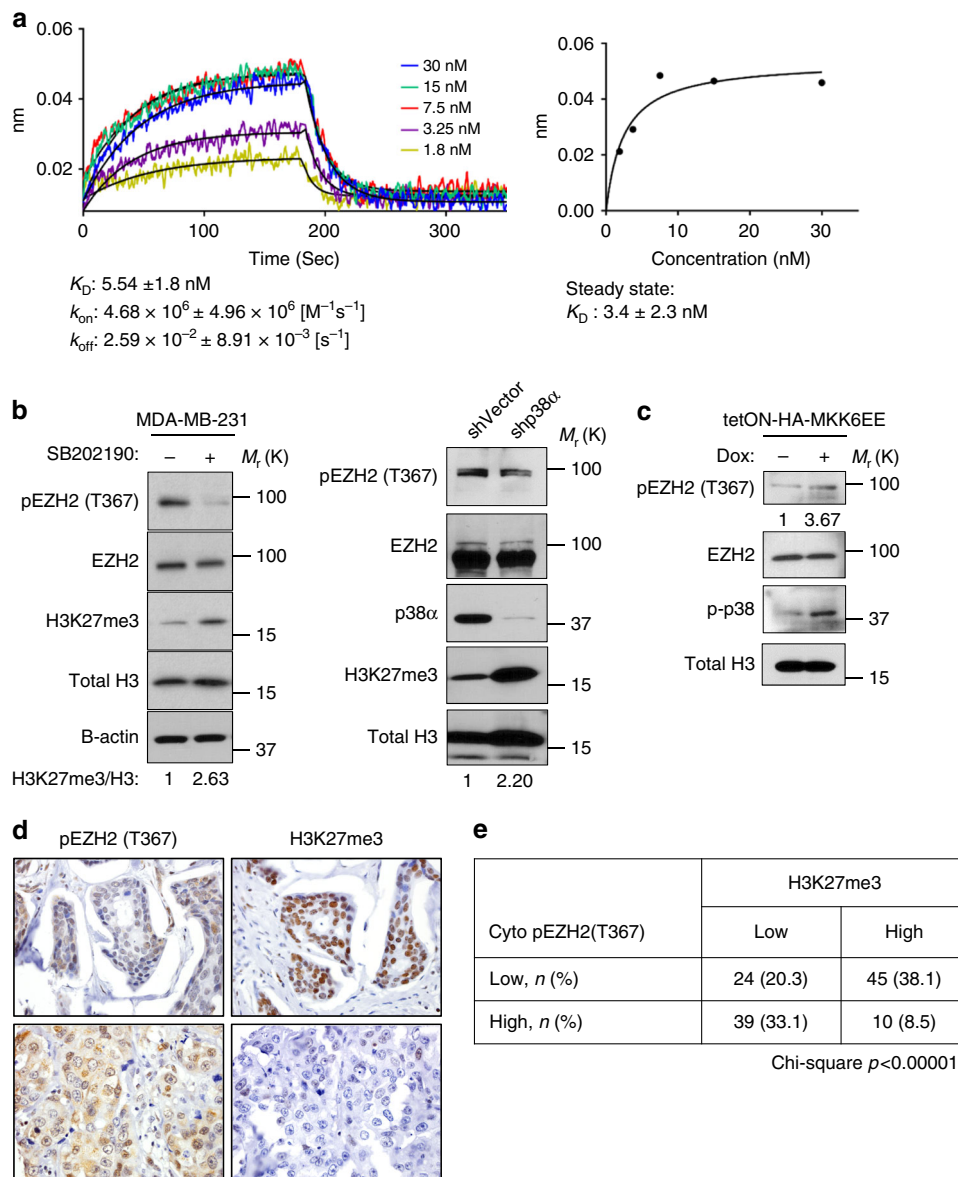 a
0.06
0.04
0.02
nm
0
100
200
300
Time (Sec)
30 nM
15 nM
7.5 nM
3.25 nM
1.8 nM
K_D: 5.54 ±1.8 nM
k_on: 4.68 × 10⁶ ± 4.96 × 10⁶ [M⁻¹s⁻¹]
k_off: 2.59 × 10⁻² ± 8.91 × 10⁻³ [s⁻¹]
0.06
0.04
0.02
0.00
nm
0
10
20
30
Concentration (nM)
Steady state:
K_D : 3.4 ± 2.3 nM
b
MDA-MB-231
SB202190: – + M_r (K)
pEZH2 (T367) 100
EZH2 100
H3K27me3 15
Total H3 15
B-actin 37
H3K27me3/H3: 1 2.63
shVector shp38α M_r (K)
pEZH2 (T367) 100
EZH2 100
p38α 37
H3K27me3 15
Total H3 15
1 2.20
c
tetON-HA-MKK6EE
Dox: – + M_r (K)
pEZH2 (T367) 100
1 3.67
EZH2 100
p-p38 37
Total H3 15
d
pEZH2 (T367) H3K27me3
e
H3K27me3
Cyto pEZH2(T367) Low High
Low, n (%) 24 (20.3) 45 (38.1)
High, n (%) 39 (33.1) 10 (8.5)
Chi-square p<0.00001